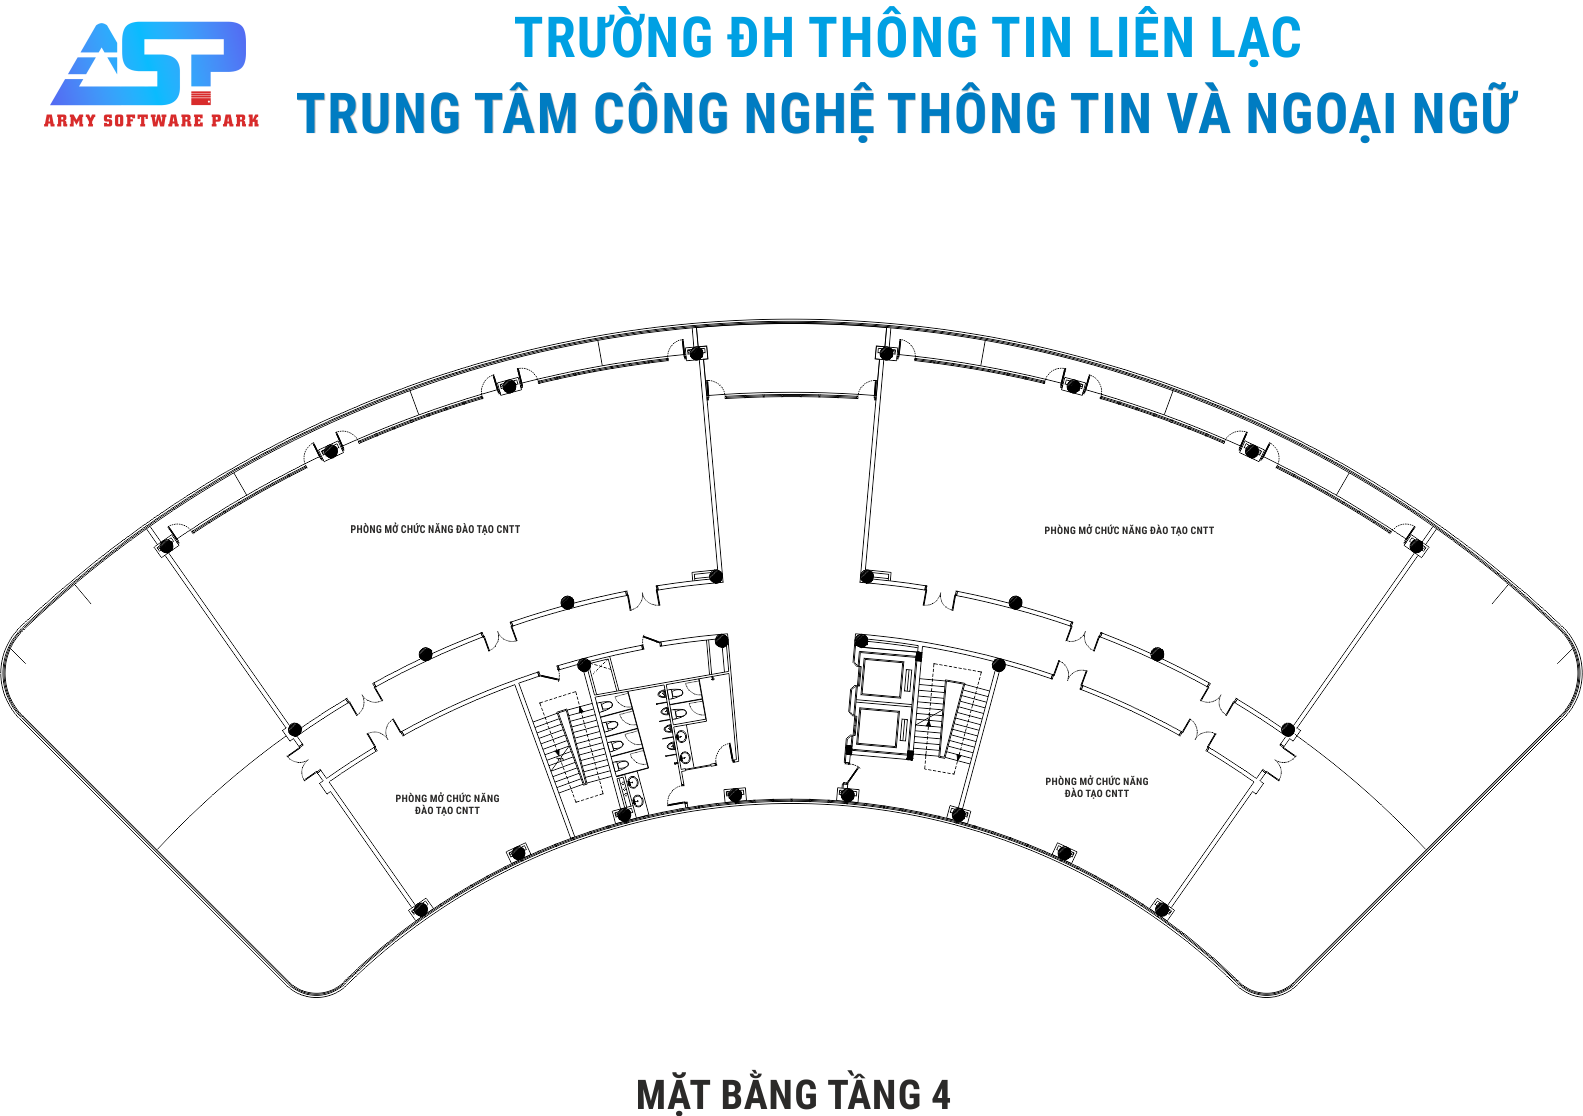 ASP
ARMY SOFTWARE PARK
TRƯỜNG ĐH THÔNG TIN LIÊN LẠC
TRUNG TÂM CÔNG NGHỆ THÔNG TIN VÀ NGOẠI NGỮ
PHÒNG MỞ CHỨC NĂNG ĐÀO TẠO CNTT
PHÒNG MỞ CHỨC NĂNG ĐÀO TẠO CNTT
PHÒNG MỞ CHỨC NĂNG
ĐÀO TẠO CNTT
PHÒNG MỞ CHỨC NĂNG
ĐÀO TẠO CNTT
MẶT BẰNG TẦNG 4